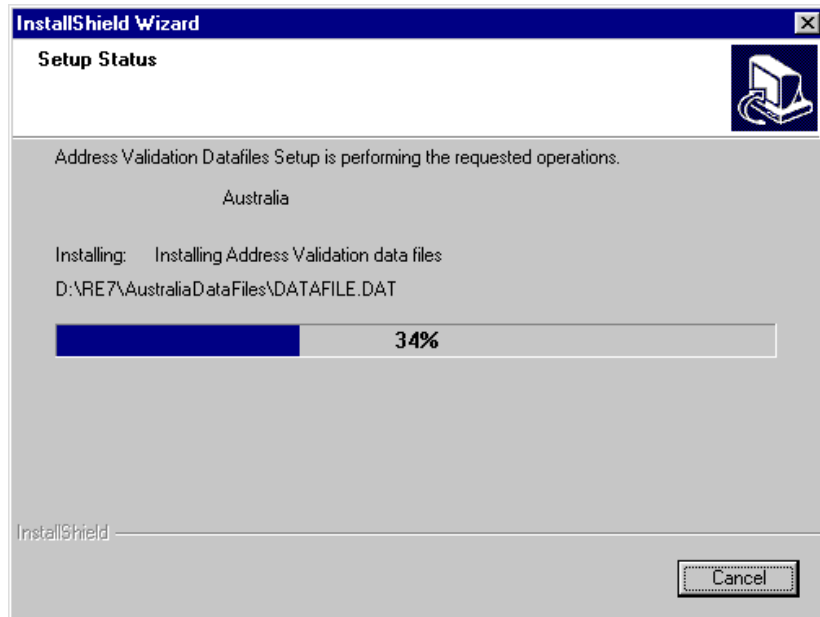 InstallShield Wizard
Setup Status
Address Validation Datafiles Setup is performing the requested operations.
Australia
Installing: Installing Address Validation data files
D:\RE7\AustraliaDataFiles\DATAFILE.DAT
34%
InstallShield
Cancel